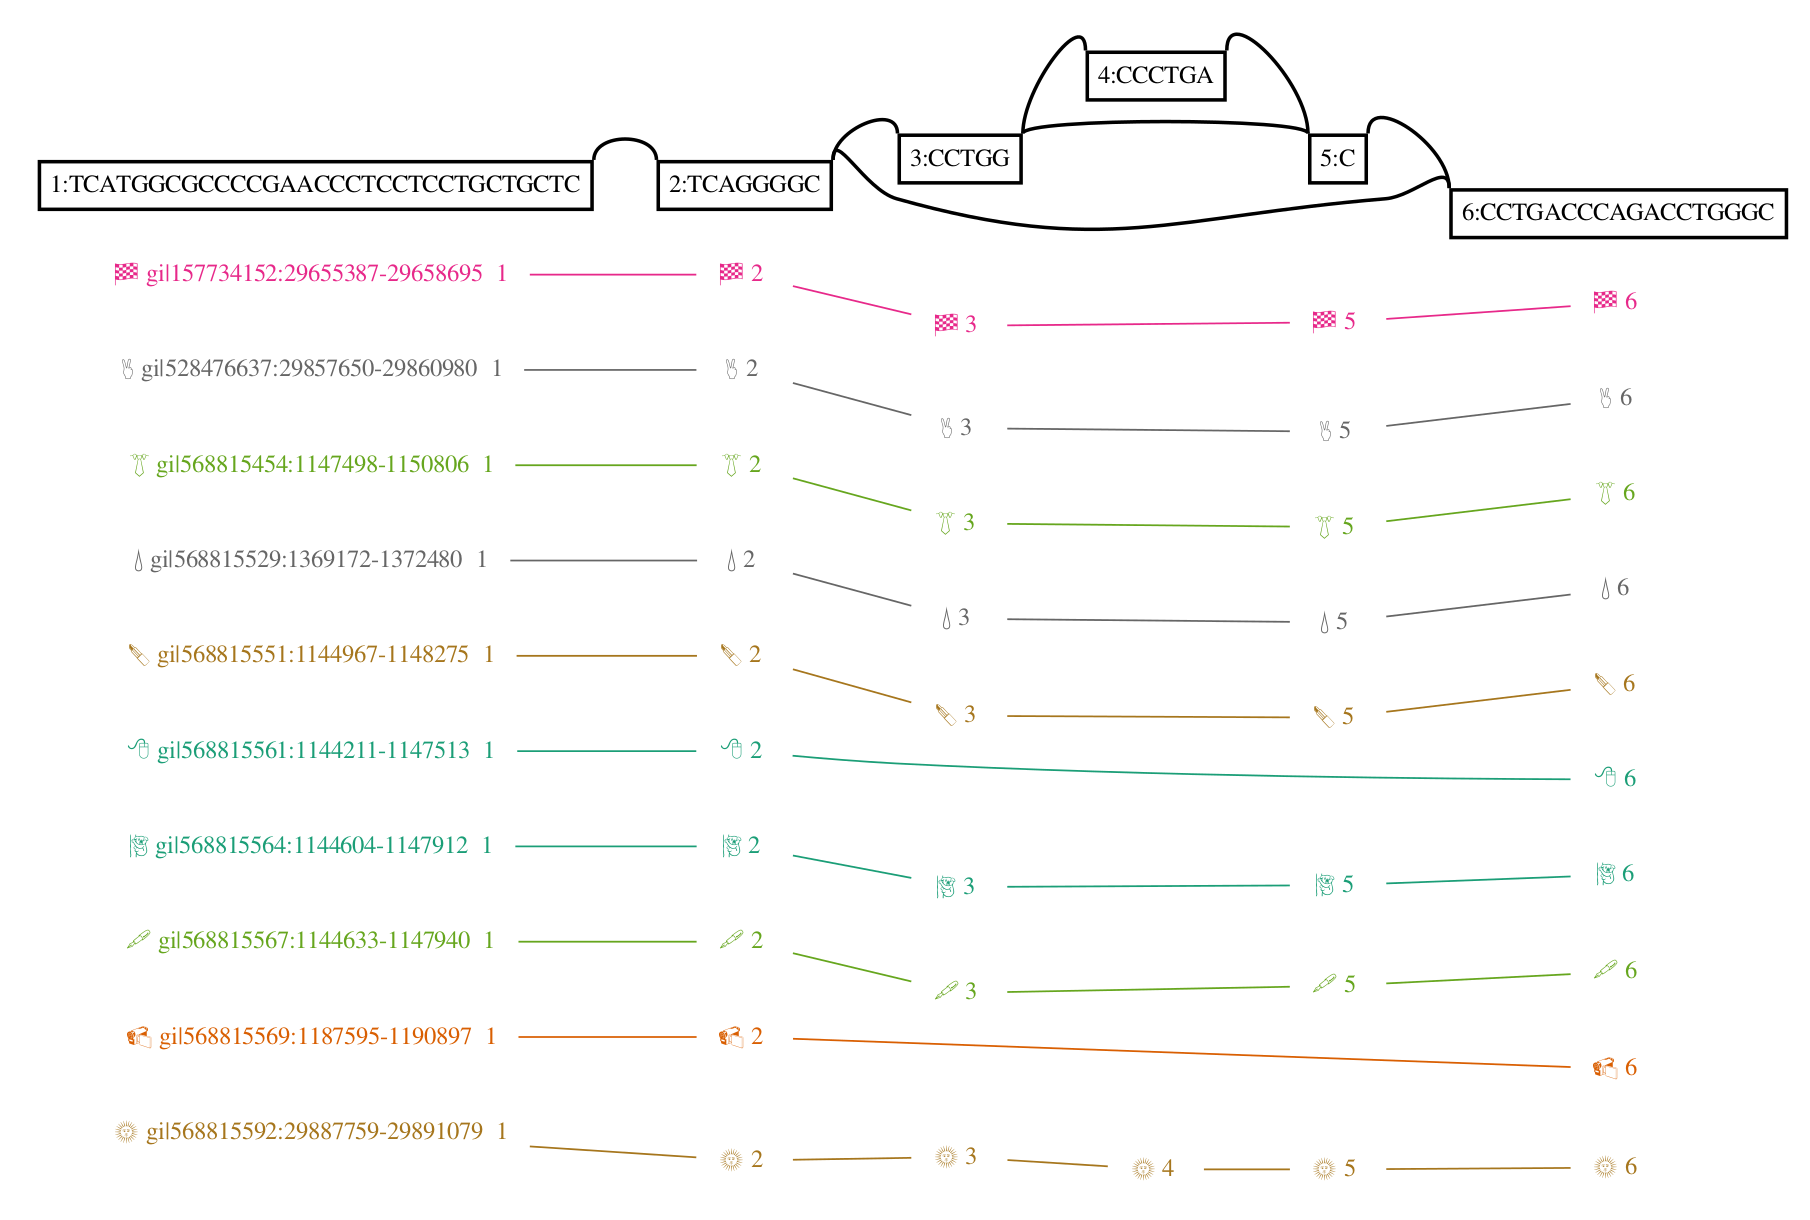 4:CCCTGA
3:CCTGG
5:C
1:TCATGGCGCCCCGAACCCTCCTCCTGCTGCTC
2:TCAGGGGC
6:CCTGACCCAGACCTGGGC
gi|157734152:29655387-29658695 1 2 3 5 6
gi|528476637:29857650-29860980 1 2 3 5 6
gi|568815454:1147498-1150806 1 2 3 5 6
gi|568815529:1369172-1372480 1 2 3 5 6
gi|568815551:1144967-1148275 1 2 3 5 6
gi|568815561:1144211-1147513 1 2 6
gi|568815564:1144604-1147912 1 2 3 5 6
gi|568815567:1144633-1147940 1 2 3 5 6
gi|568815569:1187595-1190897 1 2 6
gi|568815592:29887759-29891079 1 2 3 4 5 6